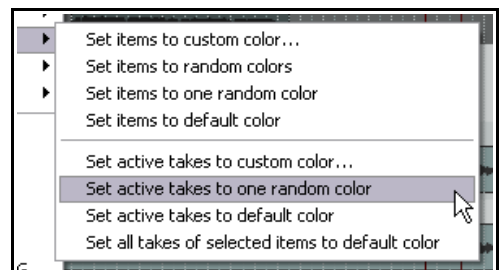 Set items to custom color...
Set items to random colors
Set items to one random color
Set items to default color
Set active takes to custom color...
Set active takes to one random color
Set active takes to default color
Set all takes of selected items to default color